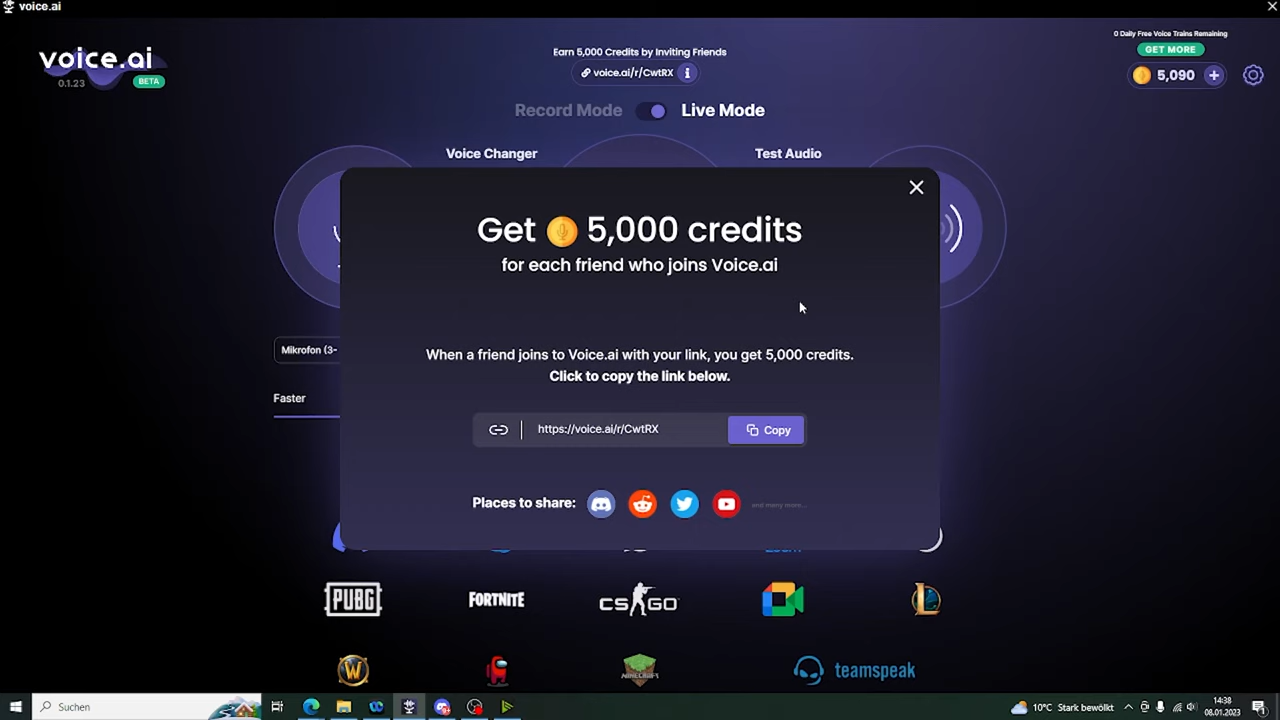 voice.ai
voice.ai
0.1.23
BETA
Earn 5,000 Credits by Inviting Friends
voice.ai/r/CwtRX
0 Daily Free Voice Trains Remaining
GET MORE
5,090
Record Mode
Live Mode
Voice Changer
Test Audio
Get 5,000 credits
for each friend who joins Voice.ai
When a friend joins to Voice.ai with your link, you get 5,000 credits.
Click to copy the link below.
Mikrofon (3-
Faster
https://voice.ai/r/CwtRX
Copy
Places to share:
and many more...
PUBG
FORTNITE
CS GO
MINECRAFT
teamspeak
Suchen
10°C Stark bewölkt
14:38
08.01.2023